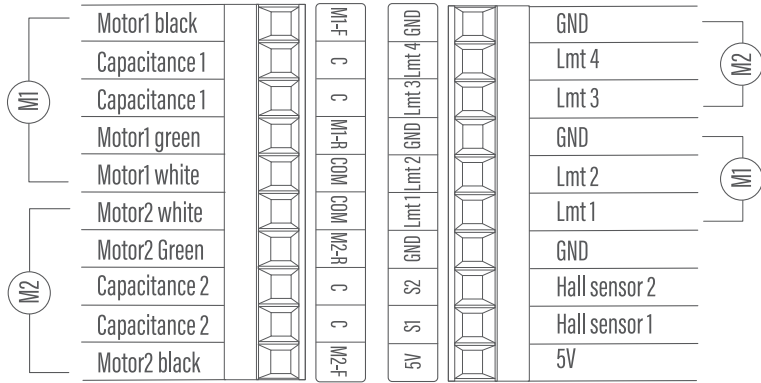 Motor1 black M1-F GND GND
Capacitance 1 C Lmt 4 Lmt 4
Capacitance 1 C Lmt 3 Lmt 3
Motor1 green M1-R GND GND
Motor1 white COM Lmt 2 Lmt 2
Motor2 white COM Lmt 1 Lmt 1
Motor2 Green M2-R GND GND
Capacitance 2 C S2 Hall sensor 2
Capacitance 2 C S1 Hall sensor 1
Motor2 black M2-F 5V 5V
M1
M2
M2
M1